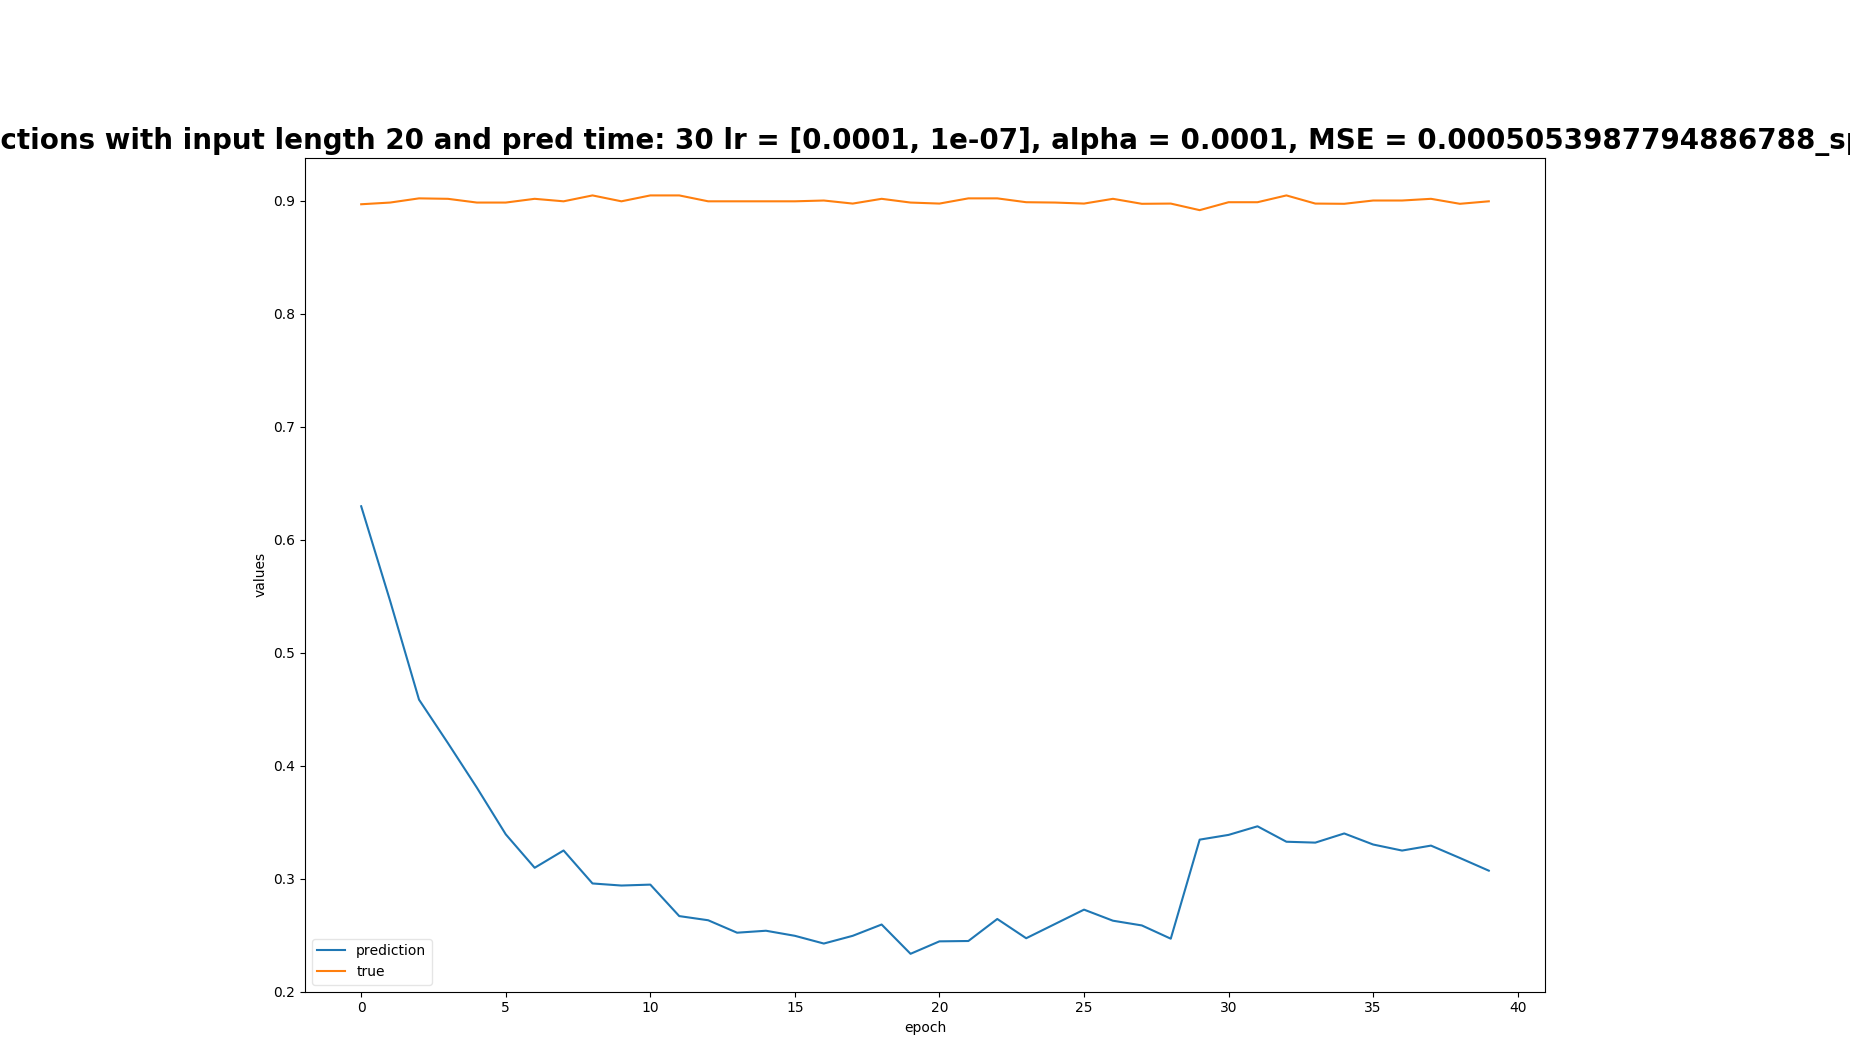 ctions with input length 20 and pred time: 30 lr = [0.0001, 1e-07], alpha = 0.0001, MSE = 0.0005053987794886788_sp
0.9
0.8
0.7
0.6
0.5
0.4
0.3
0.2
values
prediction
true
0 5 10 15 20 25 30 35 40
epoch